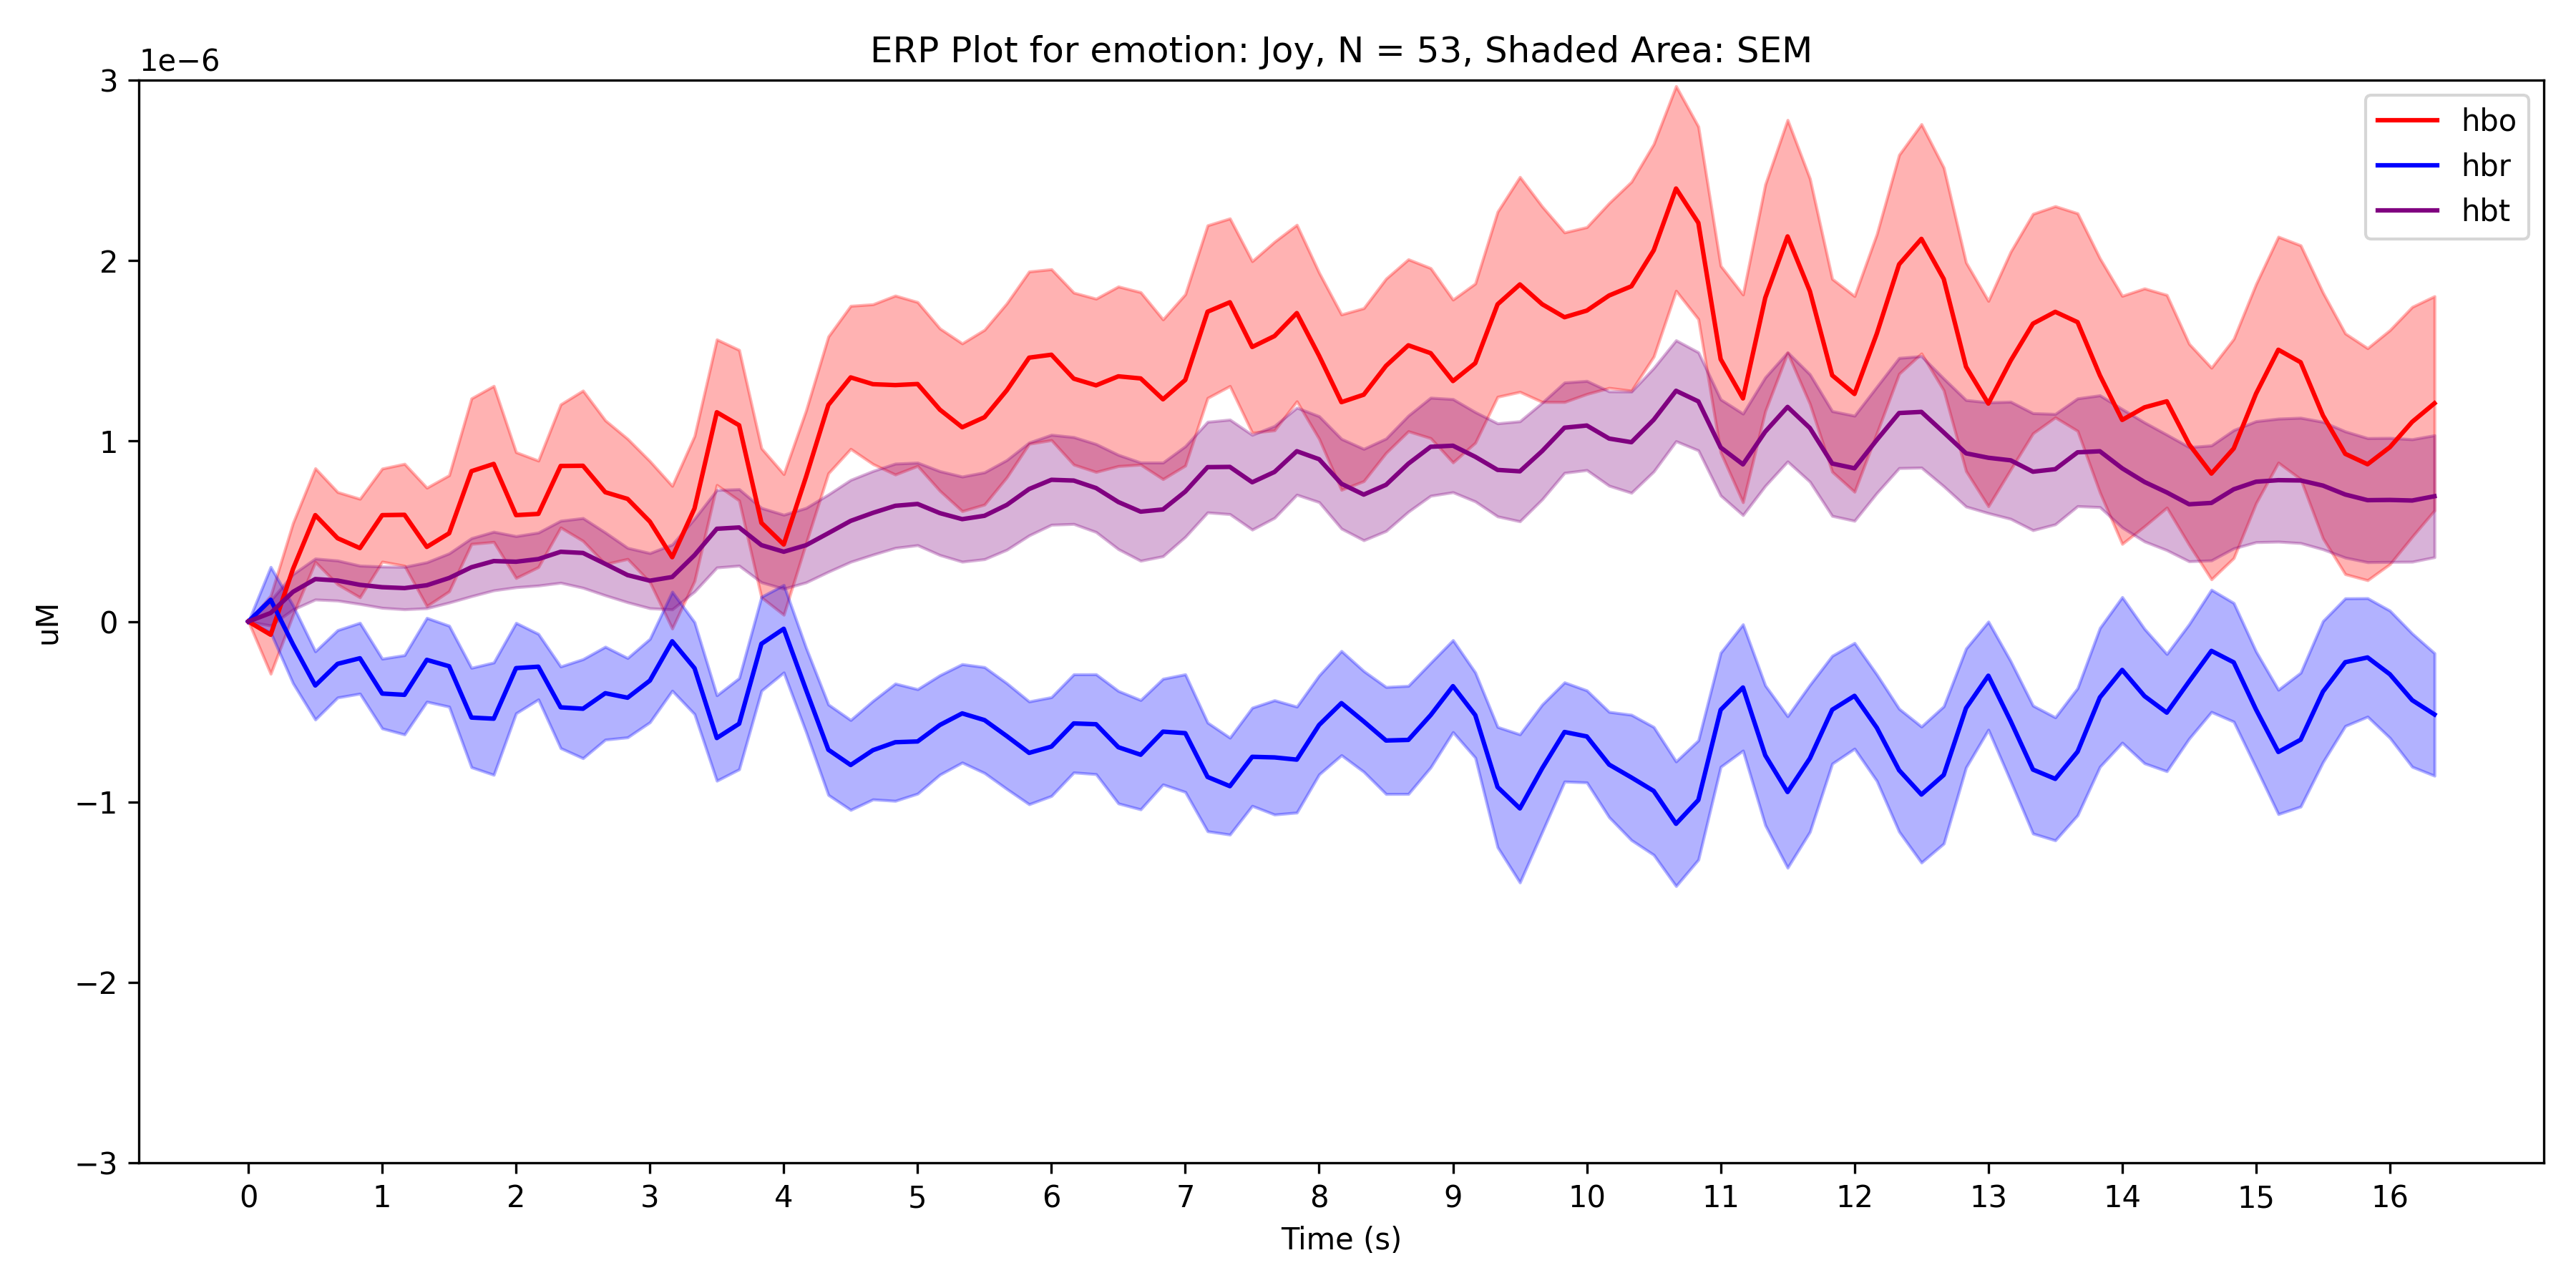 ERP Plot for emotion: Joy, N = 53, Shaded Area: SEM
1e−6
3
2
1
0
−1
−2
−3
uM
hbo
hbr
hbt
0 1 2 3 4 5 6 7 8 9 10 11 12 13 14 15 16
Time (s)